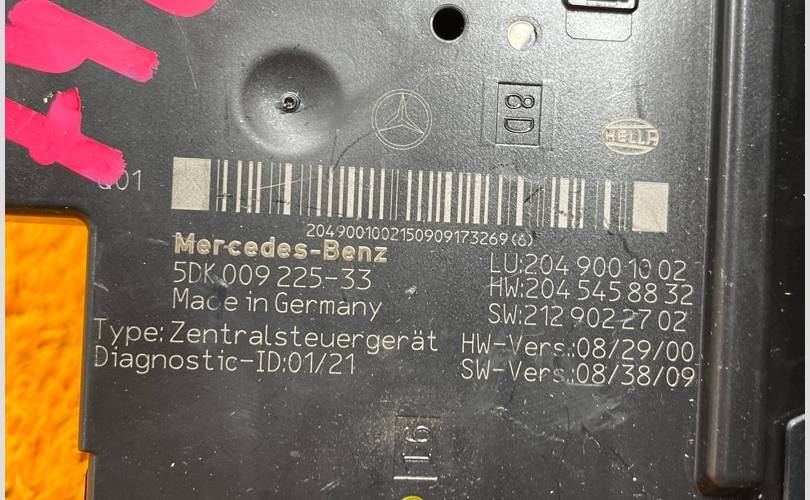 8D
HELLA
Q01
2049001002150909173269(6)
Mercedes-Benz
5DK 009 225-33
Made in Germany
Type: Zentralsteuergerät
Diagnostic-ID:01/21
LU:204 900 10 02
HW:204 545 88 32
SW:212 902 27 02
HW-Vers.:08/29/00
SW-Vers.:08/38/09